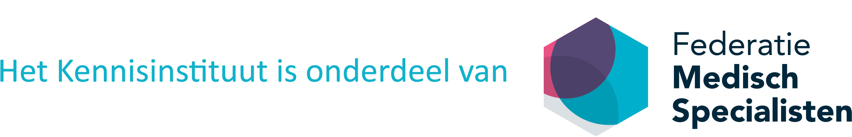 Het Kennisinstituut is onderdeel van
Federatie
Medisch
Specialisten